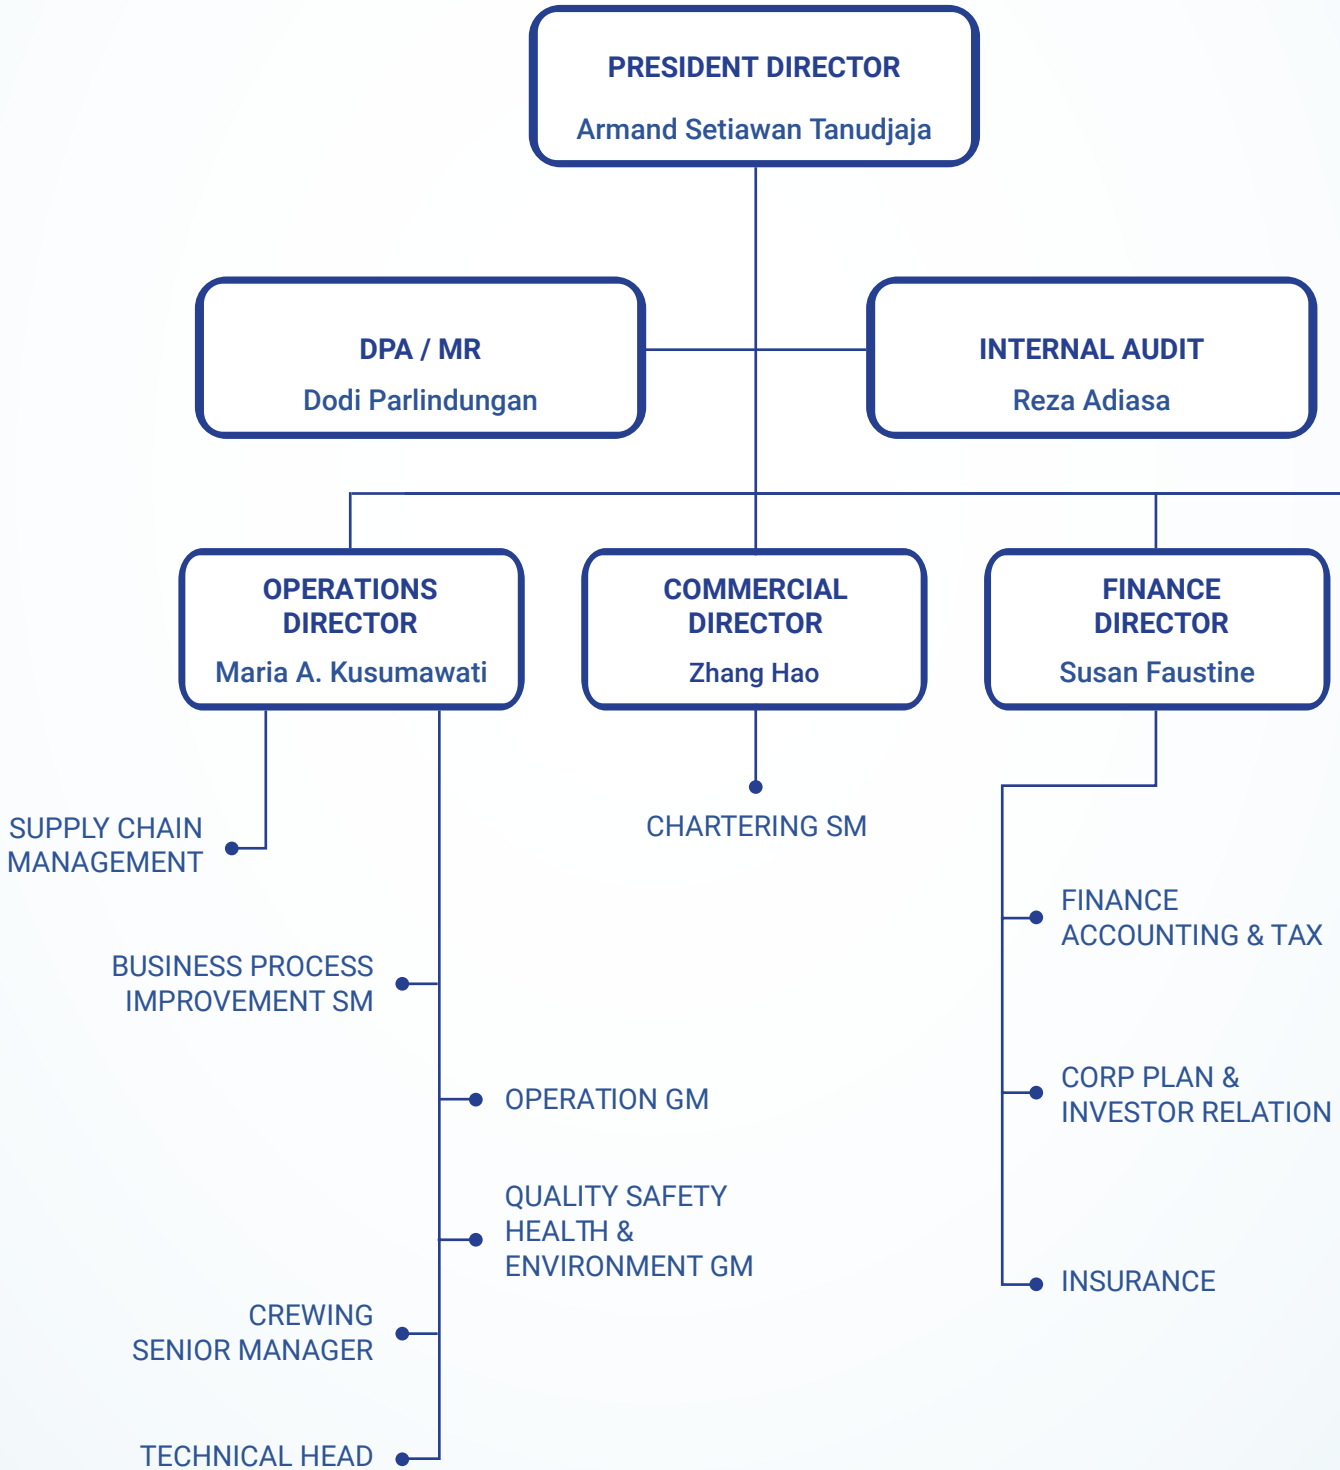 PRESIDENT DIRECTOR
Armand Setiawan Tanudjaja
DPA / MR
Dodi Parlindungan
INTERNAL AUDIT
Reza Adiasa
OPERATIONS
DIRECTOR
Maria A. Kusumawati
COMMERCIAL
DIRECTOR
Zhang Hao
FINANCE
DIRECTOR
Susan Faustine
SUPPLY CHAIN
MANAGEMENT
BUSINESS PROCESS
IMPROVEMENT SM
OPERATION GM
QUALITY SAFETY
HEALTH &
ENVIRONMENT GM
CREWING
SENIOR MANAGER
TECHNICAL HEAD
CHARTERING SM
FINANCE
ACCOUNTING & TAX
CORP PLAN &
INVESTOR RELATION
INSURANCE